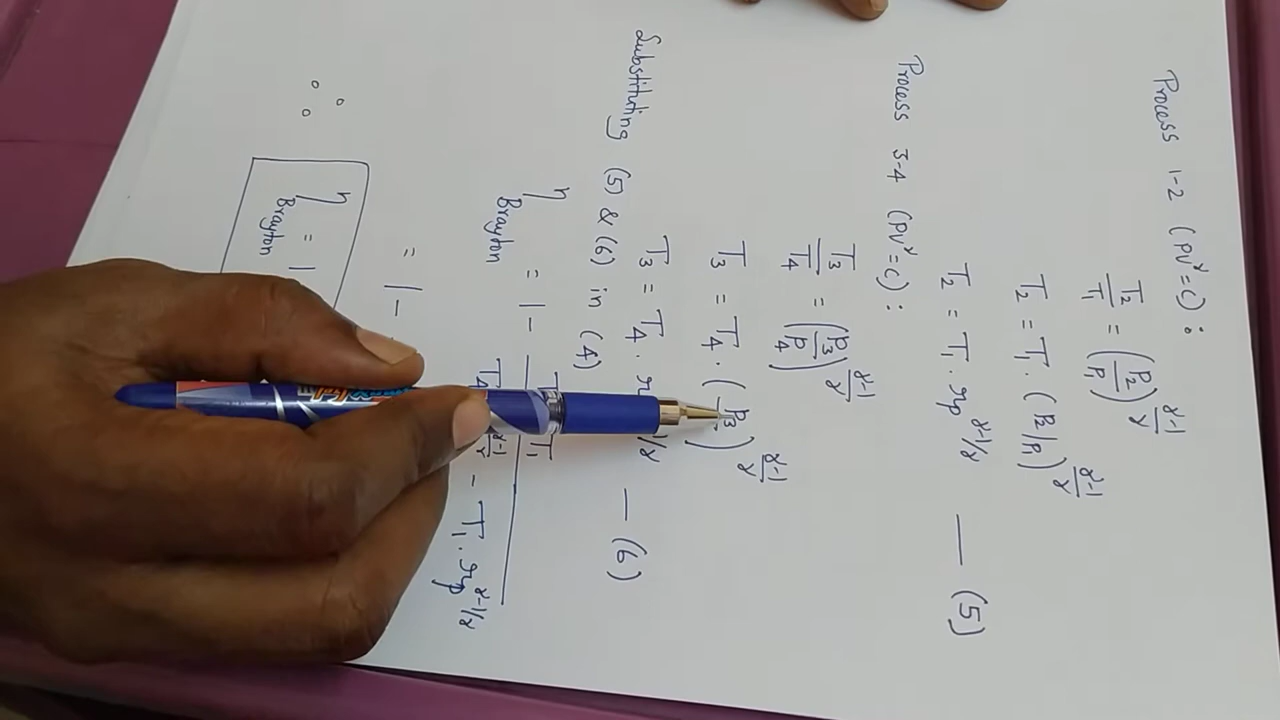 Process 1-2 (PV^γ=C):
T2/T1 = (P2/P1)^(γ-1/γ)
T2 = T1 · (P2/P1)^(γ-1/γ)
T2 = T1 · rp^(γ-1/γ) — (5)
Process 3-4 (PV^γ=C):
T3/T4 = (P3/P4)^(γ-1/γ)
T3 = T4 · (P3 )^(γ-1/γ)
T3 = T4 · — (6)
Substituting (5) & (6) in (4)
η Brayton = 1 - T1
= 1 - T4 - T1 · rp^(γ-1/γ)
∴ η Brayton = 1